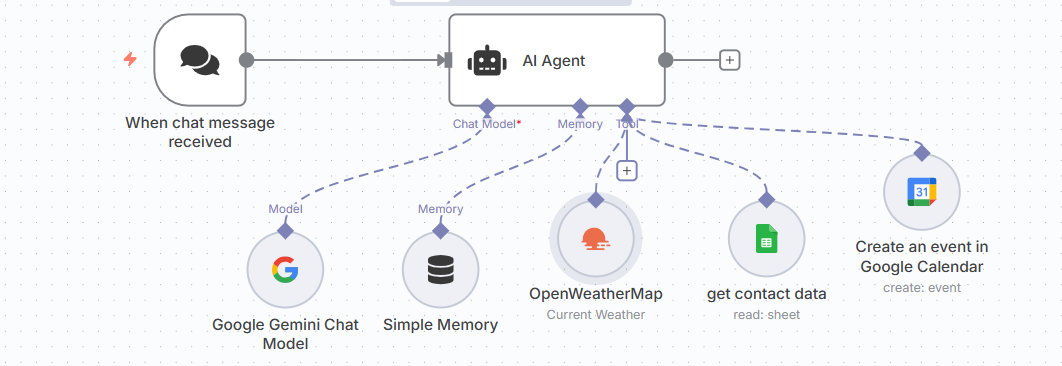 AI Agent
Chat Model*
Memory
Tool
When chat message
received
Model
Memory
31
Create an event in
Google Calendar
create: event
OpenWeatherMap
Current Weather
get contact data
read: sheet
Google Gemini Chat
Model
Simple Memory